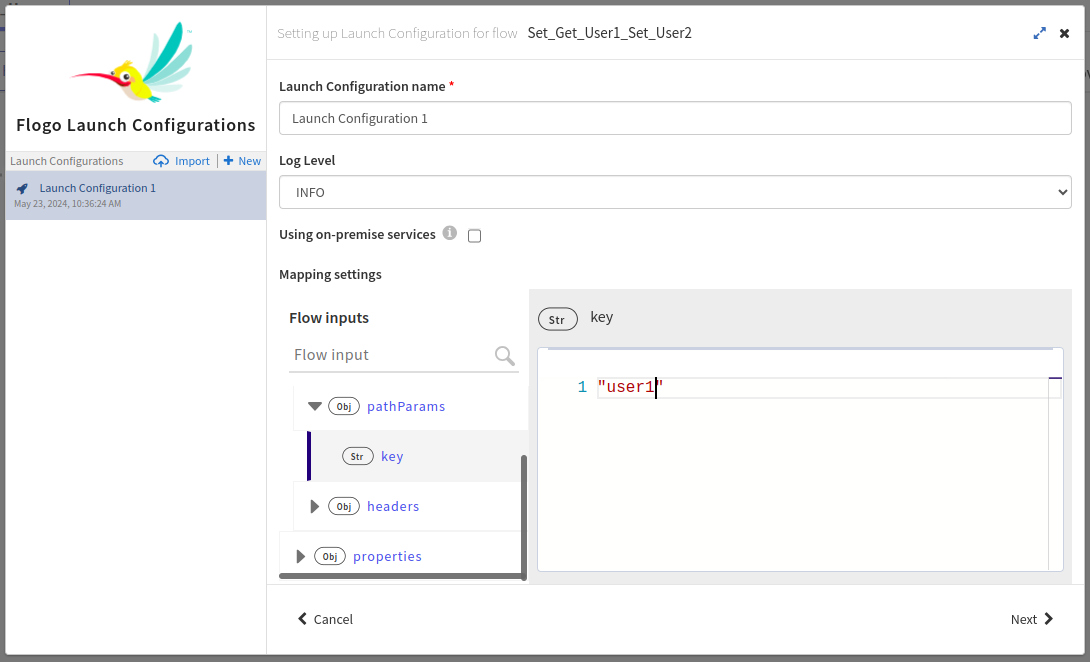 Setting up Launch Configuration for flow Set_Get_User1_Set_User2
Flogo Launch Configurations
Launch Configurations Import New
Launch Configuration 1
May 23, 2024, 10:36:24 AM
Launch Configuration name *
Launch Configuration 1
Log Level
INFO
Using on-premise services
Mapping settings
Flow inputs
Flow input
Obj pathParams
Str key
Obj headers
Obj properties
Str key
1 "user1"
Cancel
Next